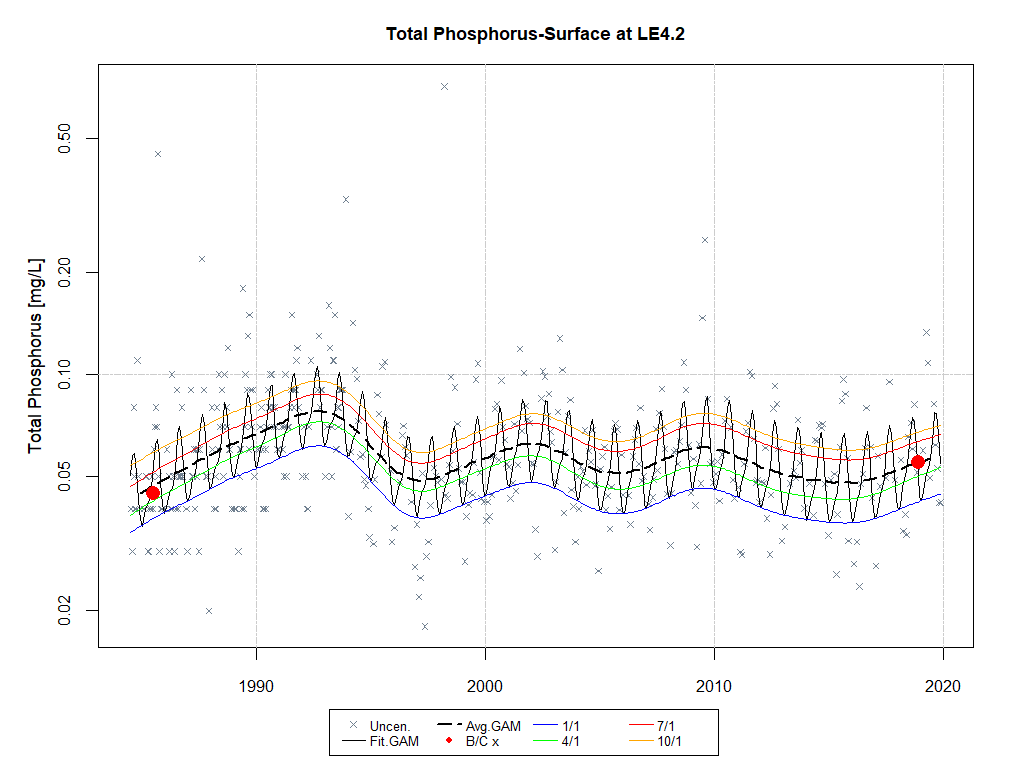 Total Phosphorus-Surface at LE4.2
Total Phosphorus [mg/L]
0.50
0.20
0.10
0.05
0.02
1990
2000
2010
2020
Uncen. Avg.GAM 1/1 7/1
Fit.GAM B/C x 4/1 10/1